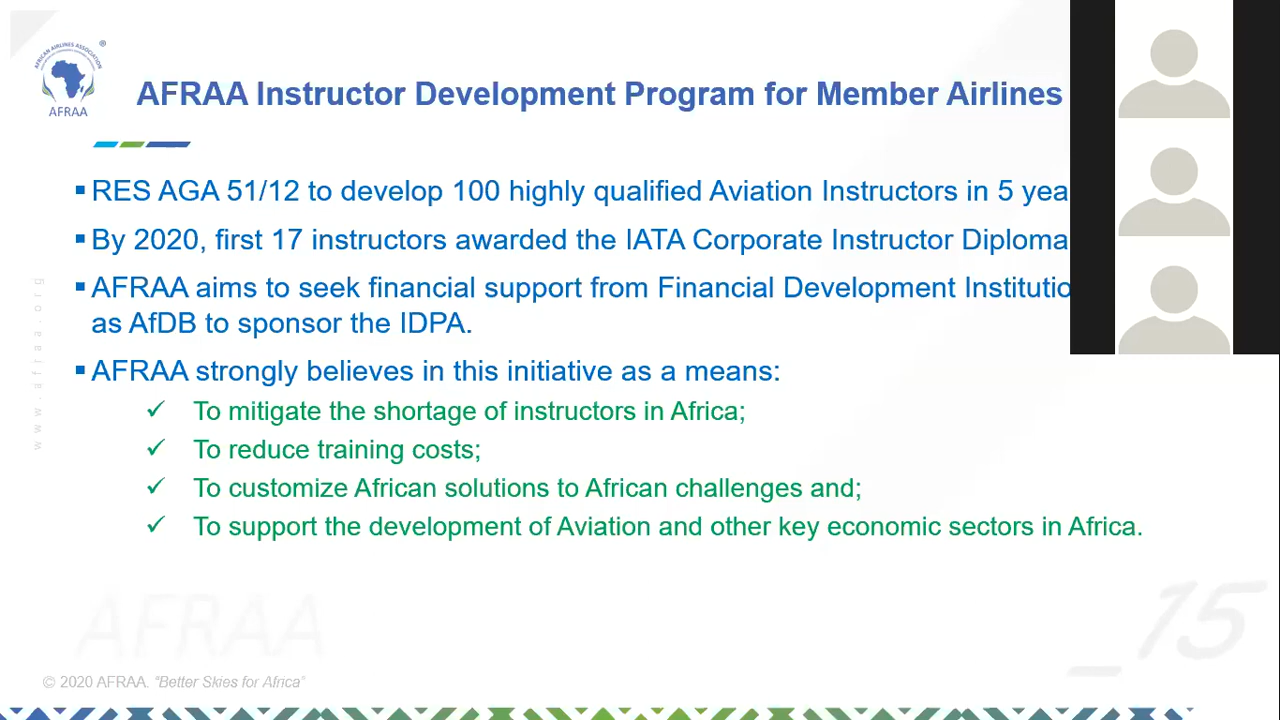 AFRICAN AIRLINES ASSOCIATION
®
AFRAA
AFRAA Instructor Development Program for Member Airlines
▪ RES AGA 51/12 to develop 100 highly qualified Aviation Instructors in 5 yea
▪ By 2020, first 17 instructors awarded the IATA Corporate Instructor Diploma
▪ AFRAA aims to seek financial support from Financial Development Institutio
as AfDB to sponsor the IDPA.
▪ AFRAA strongly believes in this initiative as a means:
✓ To mitigate the shortage of instructors in Africa;
✓ To reduce training costs;
✓ To customize African solutions to African challenges and;
✓ To support the development of Aviation and other key economic sectors in Africa.
www.afraa.org
AFRAA
_15
© 2020 AFRAA. “Better Skies for Africa”